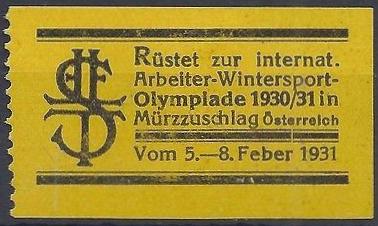 Rüstet zur internat.
Arbeiter-Wintersport-
Olympiade 1930/31 in
Mürzzuschlag Österreich
Vom 5.—8. Feber 1931